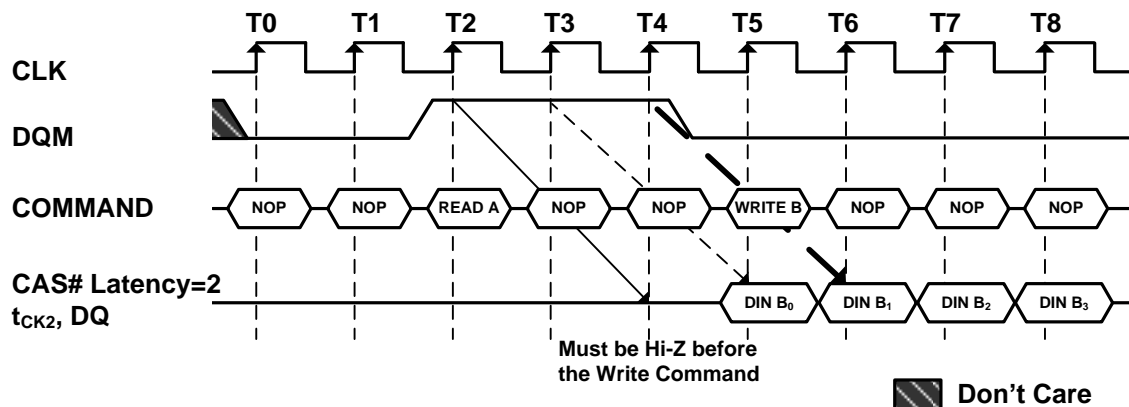 T0 T1 T2 T3 T4 T5 T6 T7 T8
CLK
DQM
COMMAND NOP NOP READ A NOP NOP WRITE B NOP NOP NOP
CAS# Latency=2
tCK2, DQ DIN B0 DIN B1 DIN B2 DIN B3
Must be Hi-Z before
the Write Command
Don't Care